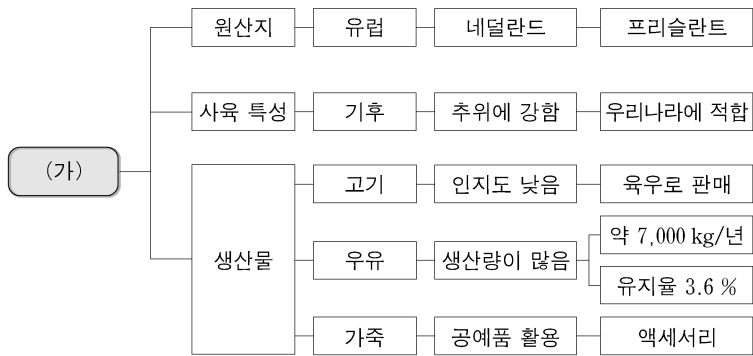 원산지 유럽 네덜란드 프리슬란트
사육 특성 기후 추위에 강함 우리나라에 적합
(가)
고기 인지도 낮음 육우로 판매
약 7,000 kg/년
생산물 우유 생산량이 많음
유지율 3.6 %
가죽 공예품 활용 액세서리